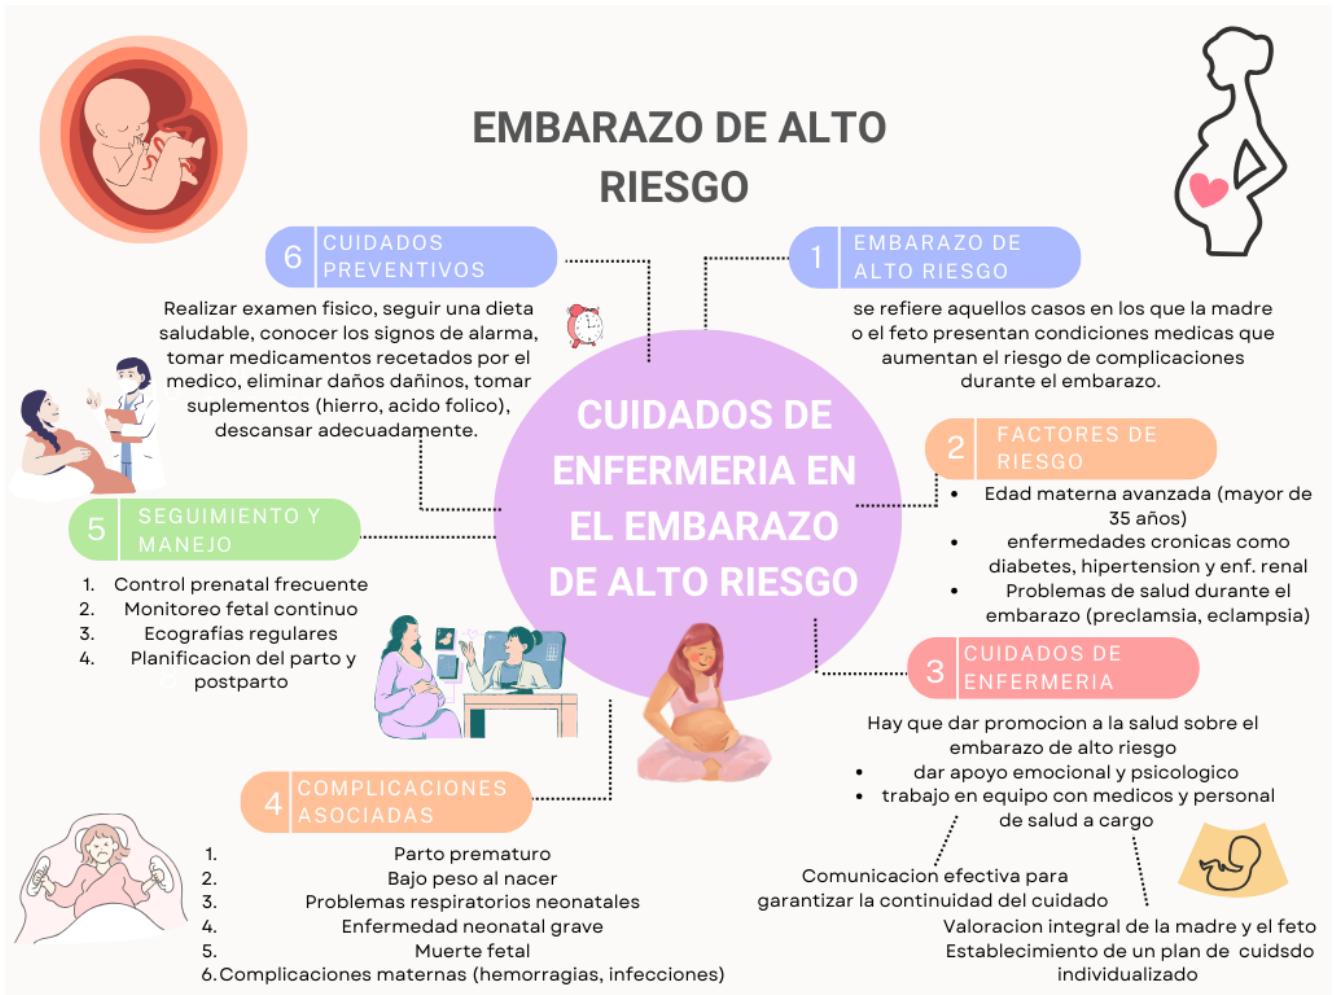 EMBARAZO DE ALTO
RIESGO
6
CUIDADOS
PREVENTIVOS
Realizar examen fisico, seguir una dieta
saludable, conocer los signos de alarma,
tomar medicamentos recetados por el
medico, eliminar daños dañinos, tomar
suplementos (hierro, acido folico),
descansar adecuadamente.
1
EMBARAZO DE
ALTO RIESGO
se refiere aquellos casos en los que la madre
o el feto presentan condiciones medicas que
aumentan el riesgo de complicaciones
durante el embarazo.
CUIDADOS DE
ENFERMERIA EN
EL EMBARAZO
DE ALTO RIESGO
2
FACTORES DE
RIESGO
• Edad materna avanzada (mayor de
35 años)
• enfermedades cronicas como
diabetes, hipertension y enf. renal
• Problemas de salud durante el
embarazo (preclamsia, eclampsia)
5
SEGUIMIENTO Y
MANEJO
1. Control prenatal frecuente
2. Monitoreo fetal continuo
3. Ecografías regulares
4. Planificacion del parto y
postparto
3
CUIDADOS DE
ENFERMERIA
Hay que dar promocion a la salud sobre el
embarazo de alto riesgo
• dar apoyo emocional y psicologico
• trabajo en equipo con medicos y personal
de salud a cargo
Comunicacion efectiva para
garantizar la continuidad del cuidado
Valoracion integral de la madre y el feto
Establecimiento de un plan de cuidsdo
individualizado
4
COMPLICACIONES
ASOCIADAS
1. Parto prematuro
2. Bajo peso al nacer
3. Problemas respiratorios neonatales
4. Enfermedad neonatal grave
5. Muerte fetal
6. Complicaciones maternas (hemorragias, infecciones)